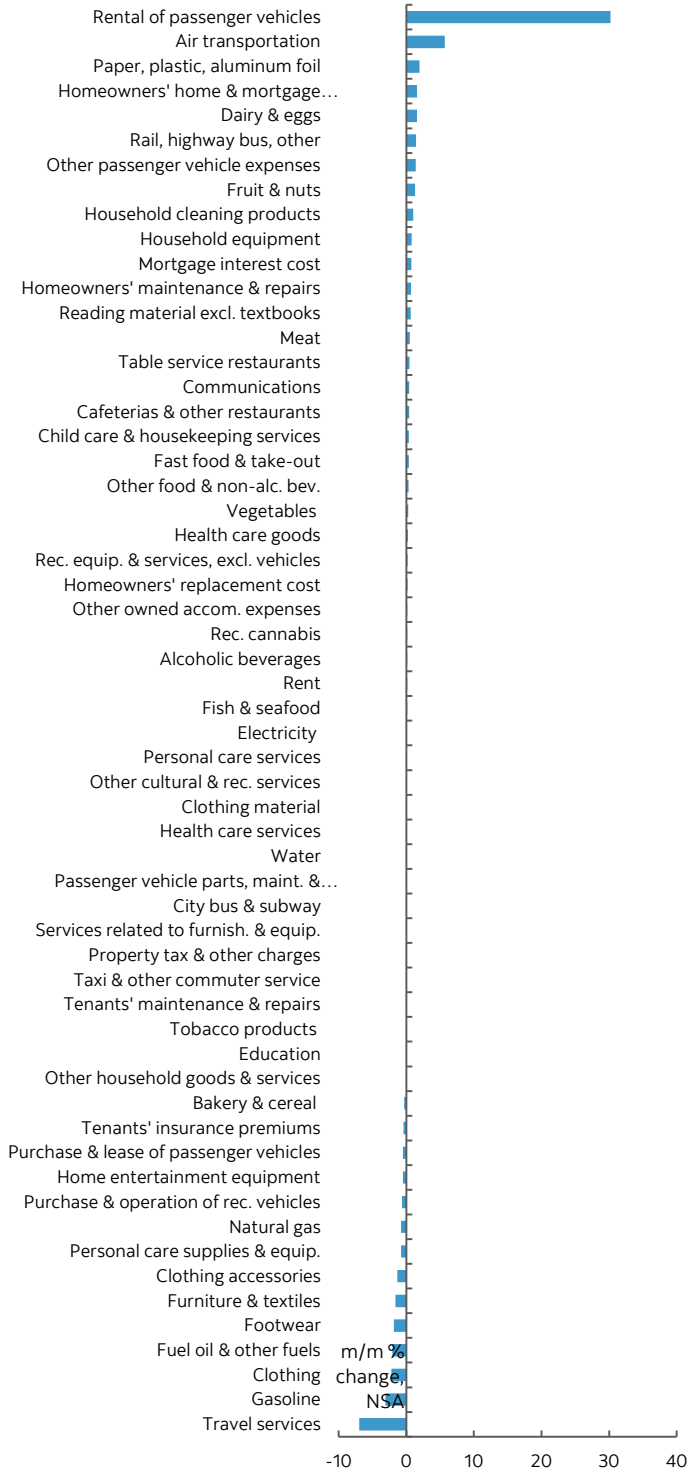 Rental of passenger vehicles
Air transportation
Paper, plastic, aluminum foil
Homeowners' home & mortgage…
Dairy & eggs
Rail, highway bus, other
Other passenger vehicle expenses
Fruit & nuts
Household cleaning products
Household equipment
Mortgage interest cost
Homeowners' maintenance & repairs
Reading material excl. textbooks
Meat
Table service restaurants
Communications
Cafeterias & other restaurants
Child care & housekeeping services
Fast food & take-out
Other food & non-alc. bev.
Vegetables
Health care goods
Rec. equip. & services, excl. vehicles
Homeowners' replacement cost
Other owned accom. expenses
Rec. cannabis
Alcoholic beverages
Rent
Fish & seafood
Electricity
Personal care services
Other cultural & rec. services
Clothing material
Health care services
Water
Passenger vehicle parts, maint. &…
City bus & subway
Services related to furnish. & equip.
Property tax & other charges
Taxi & other commuter service
Tenants' maintenance & repairs
Tobacco products
Education
Other household goods & services
Bakery & cereal
Tenants' insurance premiums
Purchase & lease of passenger vehicles
Home entertainment equipment
Purchase & operation of rec. vehicles
Natural gas
Personal care supplies & equip.
Clothing accessories
Furniture & textiles
Footwear
Fuel oil & other fuels
Clothing
Gasoline
Travel services
m/m %
change,
NSA
-10 0 10 20 30 40